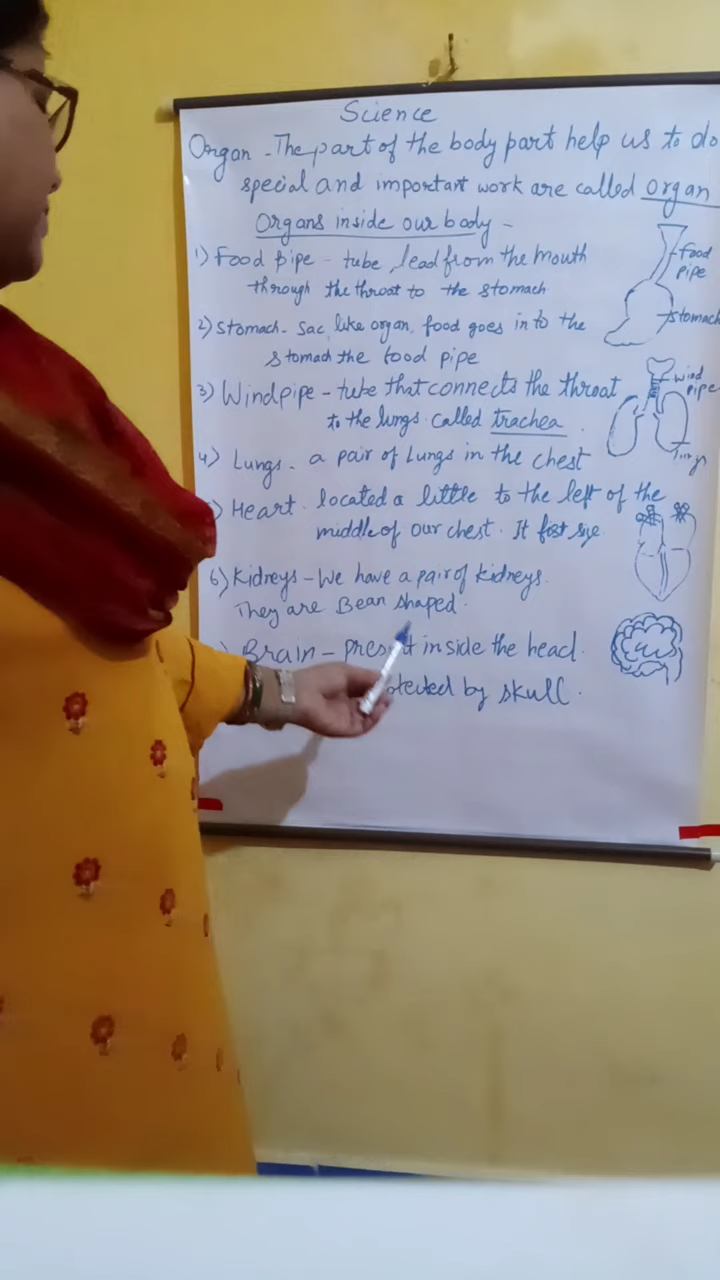 Science
Organ - The part of the body part help us to do
special and important work are called organ
Organs inside our body -
1) Food pipe - tube, lead from the mouth
through the throat to the stomach
food pipe
2) Stomach - Sac like organ, food goes in to the
stomach the food pipe
stomach
3) Windpipe - tube that connects the throat
to the lungs called trachea.
wind pipe
4) Lungs - a pair of Lungs in the chest
) Heart. located a little to the left of the
middle of our chest. It fist size
6) Kidneys - We have a pair of kidneys.
They are Bean shaped.
) Brain - present inside the head.
by skull.